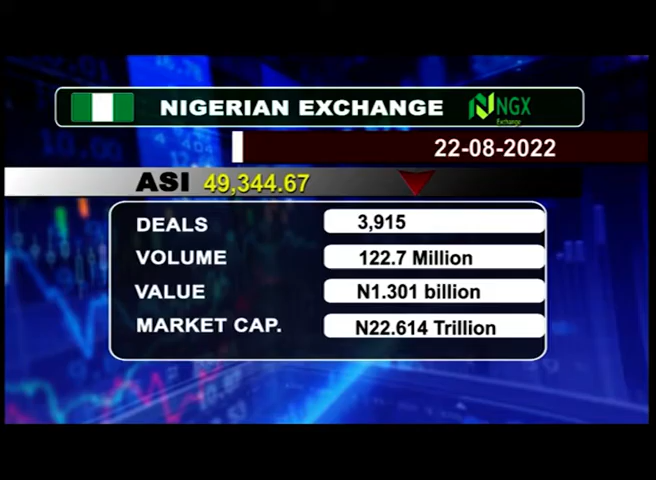 NIGERIAN EXCHANGE NGX
Exchange
22-08-2022
ASI 49,344.67
DEALS 3,915
VOLUME 122.7 Million
VALUE N1.301 billion
MARKET CAP. N22.614 Trillion